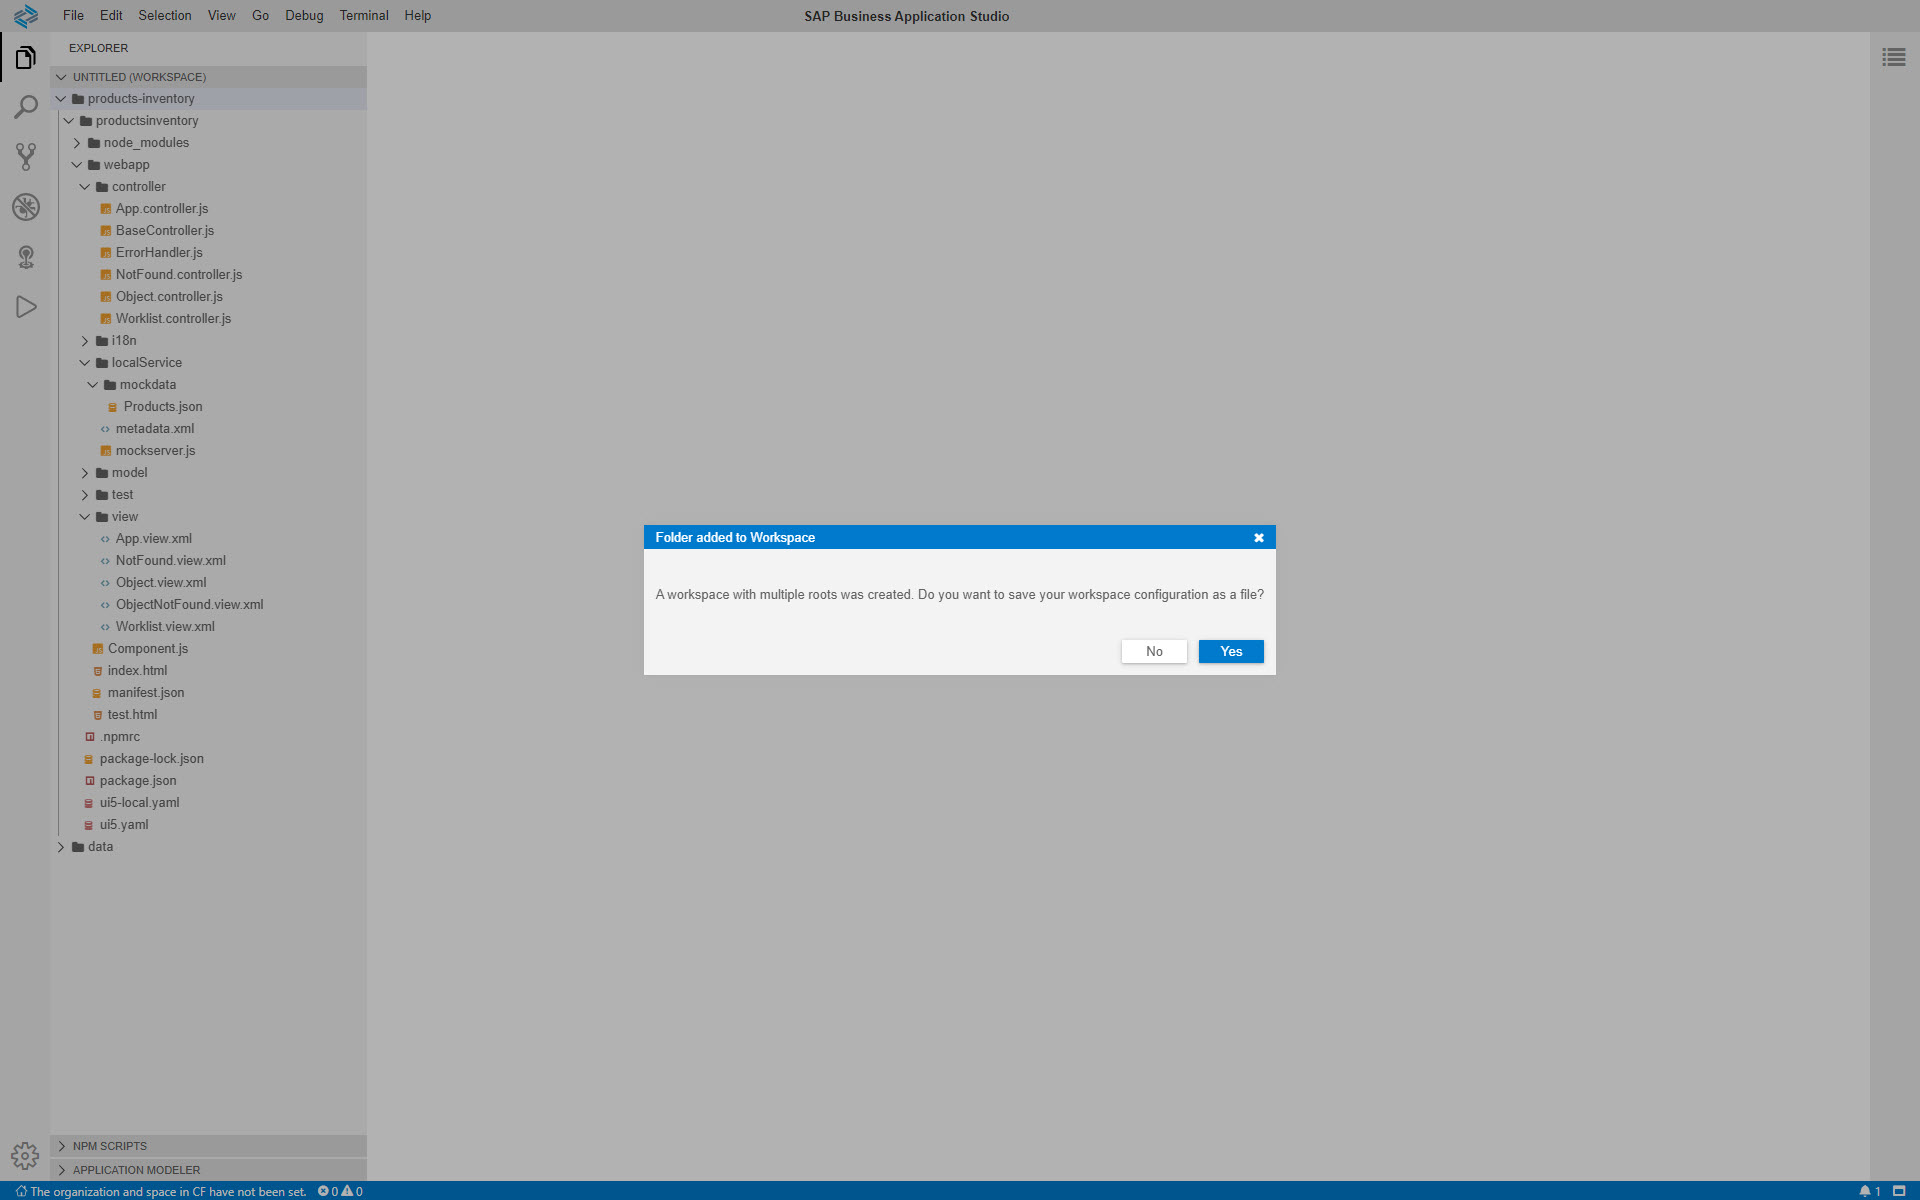 File Edit Selection View Go Debug Terminal Help
SAP Business Application Studio
EXPLORER
UNTITLED (WORKSPACE)
products-inventory
productsinventory
node_modules
webapp
controller
App.controller.js
BaseController.js
ErrorHandler.js
NotFound.controller.js
Object.controller.js
Worklist.controller.js
i18n
localService
mockdata
Products.json
metadata.xml
mockserver.js
model
test
view
App.view.xml
NotFound.view.xml
Object.view.xml
ObjectNotFound.view.xml
Worklist.view.xml
Component.js
index.html
manifest.json
test.html
.npmrc
package-lock.json
package.json
ui5-local.yaml
ui5.yaml
data
Folder added to Workspace
A workspace with multiple roots was created. Do you want to save your workspace configuration as a file?
No Yes
NPM SCRIPTS
APPLICATION MODELER
The organization and space in CF have not been set. 0 0
1